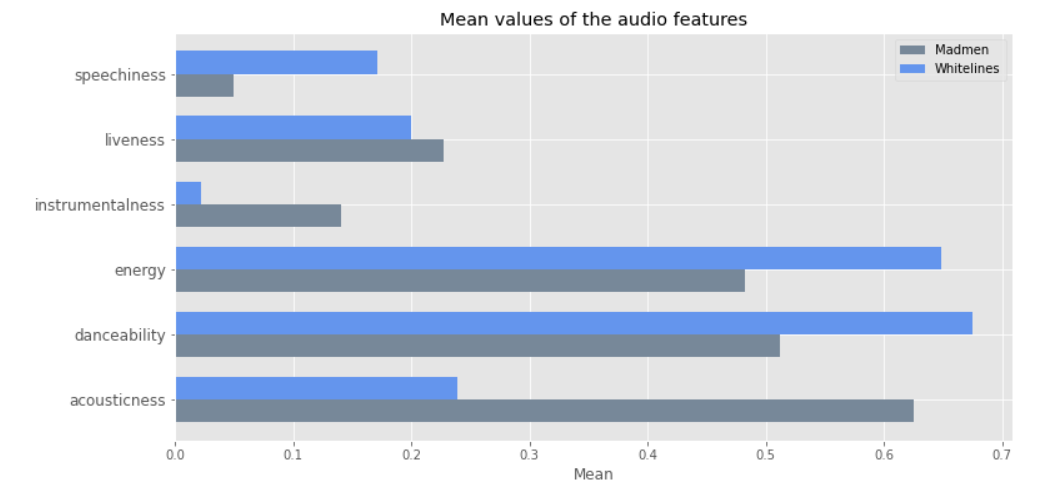 Mean values of the audio features
Madmen
Whitelines
speechiness
liveness
instrumentalness
energy
danceability
acousticness
0.0 0.1 0.2 0.3 0.4 0.5 0.6 0.7
Mean